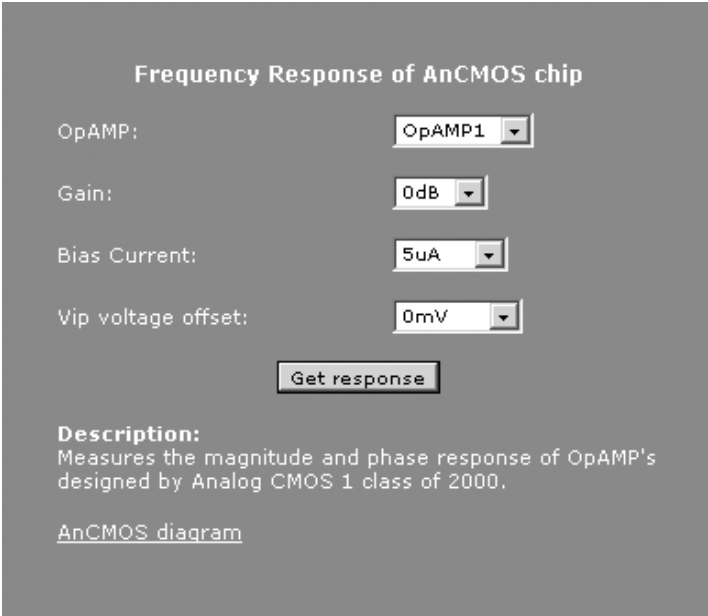 Frequency Response of AnCMOS chip
OpAMP: OpAMP1
Gain: 0dB
Bias Current: 5uA
Vip voltage offset: 0mV
Get response
Description:
Measures the magnitude and phase response of OpAMP's
designed by Analog CMOS 1 class of 2000.
AnCMOS diagram